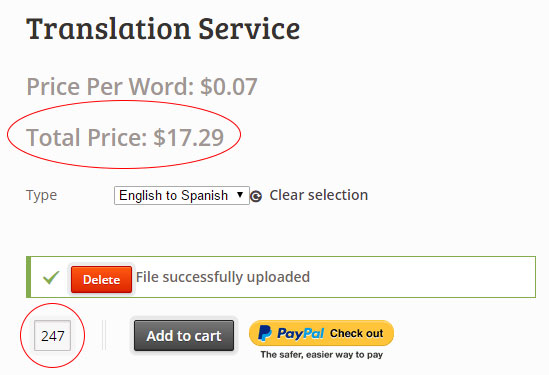 Translation Service
Price Per Word: $0.07
Total Price: $17.29
Type English to Spanish Clear selection
Delete File successfully uploaded
247 Add to cart PayPal Check out
The safer, easier way to pay